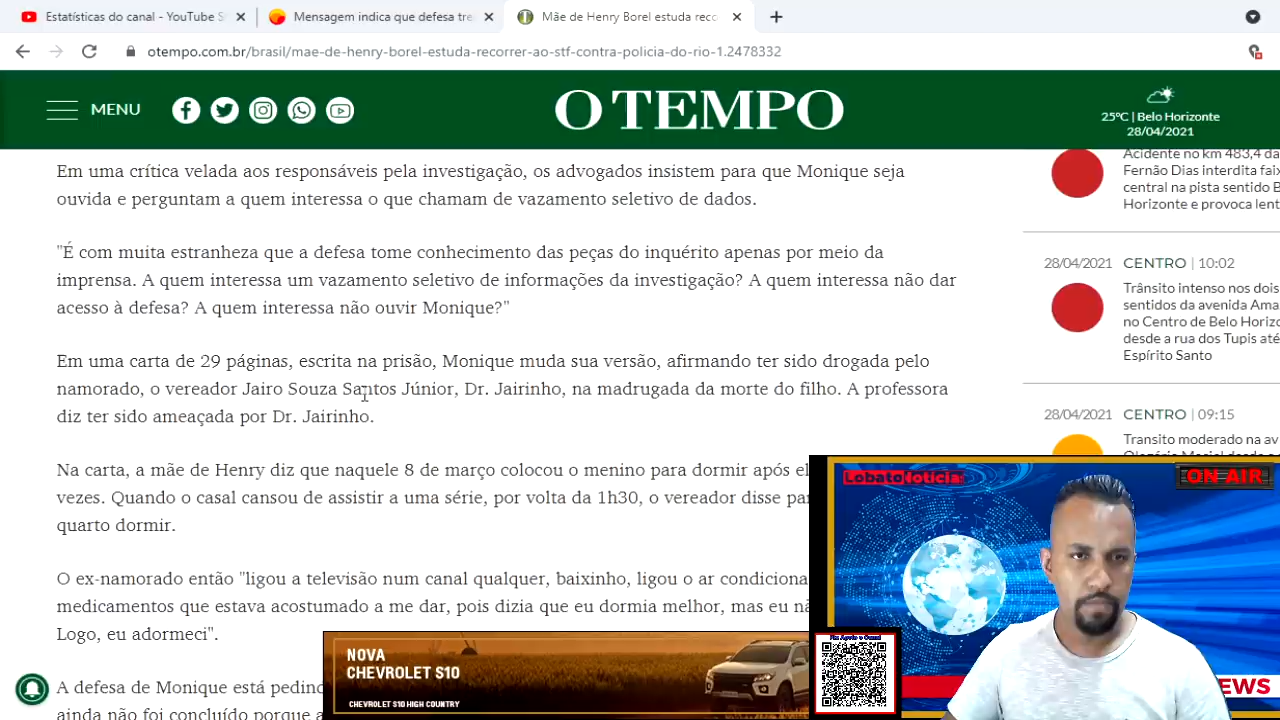 Estatísticas do canal - YouTube S
Mensagem indica que defesa tre
Mãe de Henry Borel estuda reco
otempo.com.br/brasil/mae-de-henry-borel-estuda-recorrer-ao-stf-contra-policia-do-rio-1.2478332
MENU
O TEMPO
25ºC | Belo Horizonte
28/04/2021
Em uma crítica velada aos responsáveis pela investigação, os advogados insistem para que Monique seja
ouvida e perguntam a quem interessa o que chamam de vazamento seletivo de dados.
"É com muita estranheza que a defesa tome conhecimento das peças do inquérito apenas por meio da
imprensa. A quem interessa um vazamento seletivo de informações da investigação? A quem interessa não dar
acesso à defesa? A quem interessa não ouvir Monique?"
Em uma carta de 29 páginas, escrita na prisão, Monique muda sua versão, afirmando ter sido drogada pelo
namorado, o vereador Jairo Souza Santos Júnior, Dr. Jairinho, na madrugada da morte do filho. A professora
diz ter sido ameaçada por Dr. Jairinho.
Na carta, a mãe de Henry diz que naquele 8 de março colocou o menino para dormir após el
vezes. Quando o casal cansou de assistir a uma série, por volta da 1h30, o vereador disse par
quarto dormir.
O ex-namorado então "ligou a televisão num canal qualquer, baixinho, ligou o ar condiciona
medicamentos que estava acostumado a me dar, pois dizia que eu dormia melhor, mas eu nã
Logo, eu adormeci".
A defesa de Monique está pedind
ainda não foi concluído porque a
Acidente no km 483,4 da
Fernão Dias interdita faix
central na pista sentido B
Horizonte e provoca lent
28/04/2021 CENTRO | 10:02
Trânsito intenso nos dois
sentidos da avenida Ama
no Centro de Belo Horizo
desde a rua dos Tupis até
Espírito Santo
28/04/2021 CENTRO | 09:15
Transito moderado na av
LobatoNoticias
ON AIR
NOVA
CHEVROLET S10
CHEVROLET S10 HIGH COUNTRY
Pix Apoie o Canal
EWS